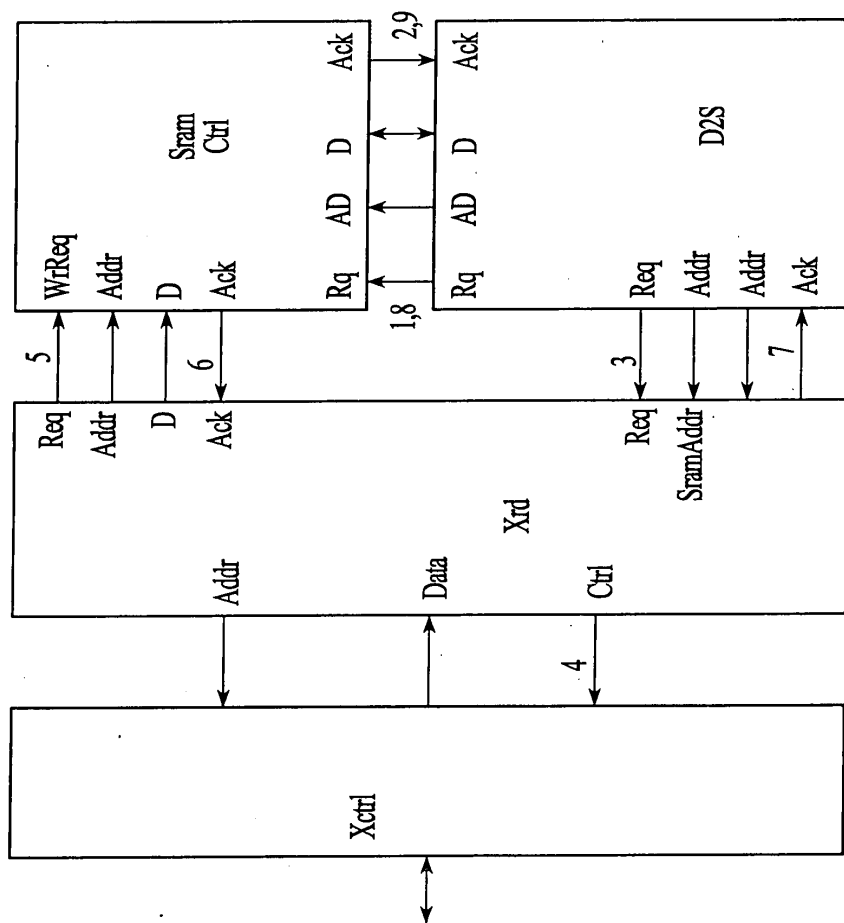 WrReq
Addr
D
Ack
Sram
Ctrl
Rq
AD
D
Ack
1,8
2,9
Rq
AD
D
Ack
D2S
Req
Addr
Addr
Ack
5
6
3
7
Req
Addr
D
Ack
Req
SramAddr
Xrd
Addr
Data
Ctrl
4
Xctrl